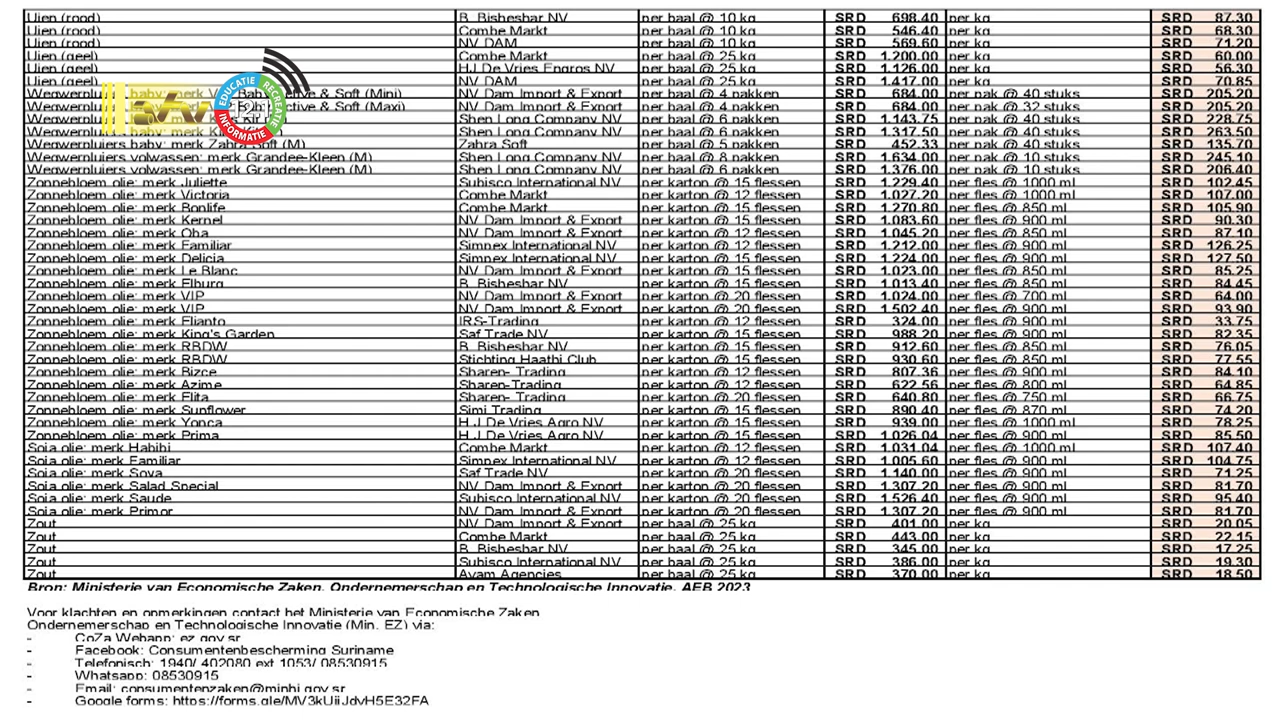 Uien (rood) B. Bisheshar NV per baal @ 10 kg SRD 698.40 per kg SRD 87.30
Uien (rood) Combe Markt per baal @ 10 kg SRD 546.40 per kg SRD 68.30
Uien (rood) NV DAM per baal @ 10 kg SRD 569.60 per kg SRD 71.20
Uien (geel) Combe Markt per baal @ 25 kg SRD 1.200.00 per kg SRD 60.00
Uien (geel) HJ De Vries Engros NV per baal @ 25 kg SRD 1.126.00 per kg SRD 56.30
Uien (geel) NV DAM per baal @ 25 kg SRD 1.417.00 per kg SRD 70.85
Wegwerpluiers baby: merk & Soft (Mini) NV Dam Import & Export per baal @ 4 pakken SRD 684.00 per pak @ 40 stuks SRD 205.20
Wegwerpluiers & Soft (Maxi) NV Dam Import & Export per baal @ 4 pakken SRD 684.00 per pak @ 32 stuks SRD 205.20
Wegwerpluiers Shen Long Company NV per baal @ 6 pakken SRD 1.143.75 per pak @ 40 stuks SRD 228.75
Wegwerpluiers baby: merk Shen Long Company NV per baal @ 6 pakken SRD 1.317.50 per pak @ 40 stuks SRD 263.50
Wegwerpluiers baby: merk Zahra Soft (M) Zahra Soft per baal @ 5 pakken SRD 452.33 per pak @ 40 stuks SRD 135.70
Wegwerpluiers volwassen: merk Grandee-Kleen (M) Shen Long Company NV per baal @ 8 pakken SRD 1.634.00 per pak @ 10 stuks SRD 245.10
Wegwerpluiers volwassen: merk Grandee-Kleen (M) Shen Long Company NV per baal @ 6 pakken SRD 1.376.00 per pak @ 10 stuks SRD 206.40
Zonnebloem olie: merk Juliette Subisco International NV per karton @ 15 flessen SRD 1.229.40 per fles @ 1000 ml SRD 102.45
Zonnebloem olie: merk Victoria Combe Markt per karton @ 12 flessen SRD 1.027.20 per fles @ 1000 ml SRD 107.00
Zonnebloem olie: merk Bonlife Combe Markt per karton @ 15 flessen SRD 1.270.80 per fles @ 850 ml SRD 105.90
Zonnebloem olie: merk Kernel NV Dam Import & Export per karton @ 15 flessen SRD 1.083.60 per fles @ 900 ml SRD 90.30
Zonnebloem olie: merk Oba NV Dam Import & Export per karton @ 12 flessen SRD 1.045.20 per fles @ 850 ml SRD 87.10
Zonnebloem olie: merk Familiar Simpex International NV per karton @ 12 flessen SRD 1.212.00 per fles @ 900 ml SRD 126.25
Zonnebloem olie: merk Delicia Simpex International NV per karton @ 15 flessen SRD 1.224.00 per fles @ 900 ml SRD 127.50
Zonnebloem olie: merk Le Blanc NV Dam Import & Export per karton @ 15 flessen SRD 1.023.00 per fles @ 850 ml SRD 85.25
Zonnebloem olie: merk Elburg B. Bisheshar NV per karton @ 15 flessen SRD 1.013.40 per fles @ 850 ml SRD 84.45
Zonnebloem olie: merk VIP NV Dam Import & Export per karton @ 20 flessen SRD 1.024.00 per fles @ 700 ml SRD 64.00
Zonnebloem olie: merk VIP NV Dam Import & Export per karton @ 20 flessen SRD 1.502.40 per fles @ 900 ml SRD 93.90
Zonnebloem olie: merk Elianto IRS-Trading per karton @ 12 flessen SRD 324.00 per fles @ 900 ml SRD 33.75
Zonnebloem olie: merk King's Garden Saf Trade NV per karton @ 15 flessen SRD 988.20 per fles @ 900 ml SRD 82.35
Zonnebloem olie: merk RBDW B. Bisheshar NV per karton @ 15 flessen SRD 912.60 per fles @ 850 ml SRD 76.05
Zonnebloem olie: merk RBDW Stichting Haathi Club per karton @ 15 flessen SRD 930.60 per fles @ 850 ml SRD 77.55
Zonnebloem olie: merk Bizce Sharen- Trading per karton @ 12 flessen SRD 807.36 per fles @ 900 ml SRD 84.10
Zonnebloem olie: merk Azime Sharen-Trading per karton @ 12 flessen SRD 622.56 per fles @ 800 ml SRD 64.85
Zonnebloem olie: merk Elita Sharen- Trading per karton @ 20 flessen SRD 640.80 per fles @ 750 ml SRD 66.75
Zonnebloem olie: merk Sunflower Simi Trading per karton @ 15 flessen SRD 890.40 per fles @ 870 ml SRD 74.20
Zonnebloem olie: merk Yonca H.J De Vries Agro NV per karton @ 15 flessen SRD 939.00 per fles @ 1000 ml SRD 78.25
Zonnebloem olie: merk Prima H.J De Vries Agro NV per karton @ 15 flessen SRD 1.026.04 per fles @ 900 ml SRD 85.50
Soja olie: merk Habibi Combe Markt per karton @ 12 flessen SRD 1.031.04 per fles @ 1000 ml SRD 107.40
Soja olie: merk Familiar Simpex International NV per karton @ 12 flessen SRD 1.005.60 per fles @ 900 ml SRD 104.75
Soja olie: merk Soya Saf Trade NV per karton @ 20 flessen SRD 1.140.00 per fles @ 900 ml SRD 71.25
Soja olie: merk Salad Special NV Dam Import & Export per karton @ 20 flessen SRD 1.307.20 per fles @ 900 ml SRD 81.70
Soja olie: merk Saude Subisco International NV per karton @ 20 flessen SRD 1.526.40 per fles @ 900 ml SRD 95.40
Soja olie: merk Primor NV Dam Import & Export per karton @ 20 flessen SRD 1.307.20 per fles @ 900 ml SRD 81.70
Zout NV Dam Import & Export per baal @ 25 kg SRD 401.00 per kg SRD 20.05
Zout Combe Markt per baal @ 25 kg SRD 443.00 per kg SRD 22.15
Zout B. Bisheshar NV per baal @ 25 kg SRD 345.00 per kg SRD 17.25
Zout Subisco International NV per baal @ 25 kg SRD 386.00 per kg SRD 19.30
Zout Avam Agencies per baal @ 25 kg SRD 370.00 per kg SRD 18.50
EDUCATIE
RECREATIE
INFORMATIE
Bron: Ministerie van Economische Zaken, Ondernemerschap en Technologische Innovatie, AEB 2023
Voor klachten en opmerkingen contact het Ministerie van Economische Zaken
Ondernemerschap en Technologische Innovatie (Min. EZ) via:
- CoZa Webapp: ez.gov.sr
- Facebook: Consumentenbescherming Suriname
- Telefonisch: 1940/ 402080 ext 1053/ 08530915
- Whatsapp: 08530915
- Email: consumentenzaken@minhi.gov.sr
- Google forms: https://forms.gle/MV3kUjjJdvH5E32FA